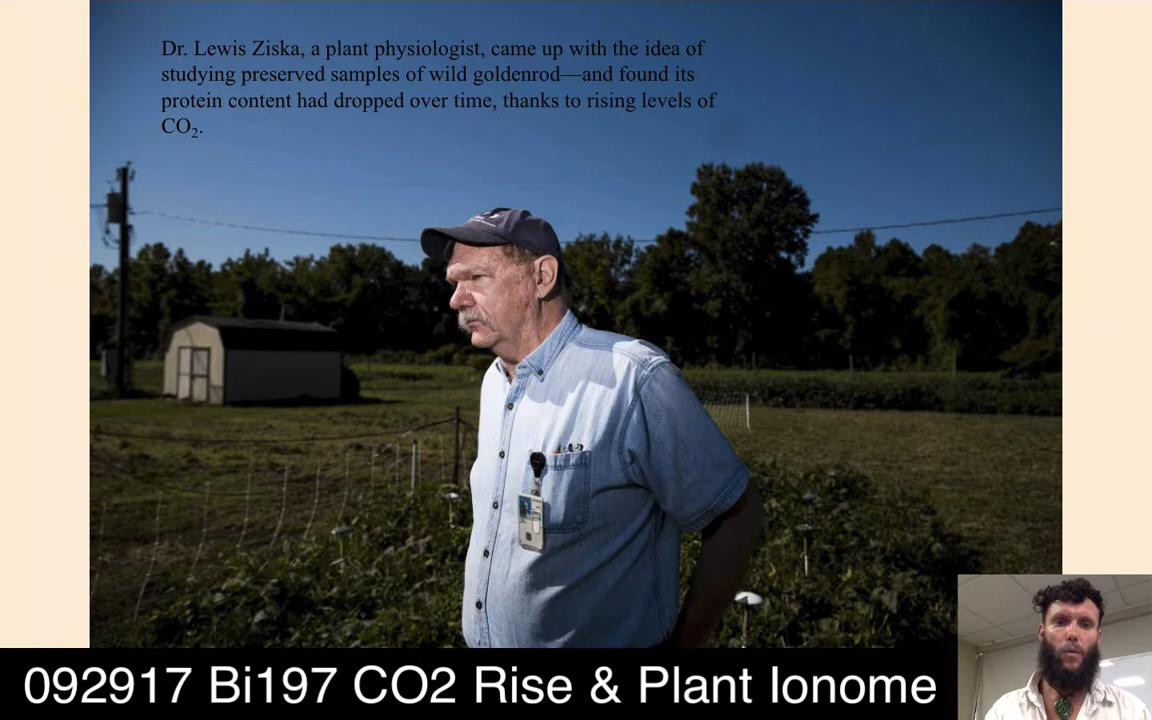 Dr. Lewis Ziska, a plant physiologist, came up with the idea of
studying preserved samples of wild goldenrod—and found its
protein content had dropped over time, thanks to rising levels of
CO₂.
092917 Bi197 CO2 Rise & Plant Ionome